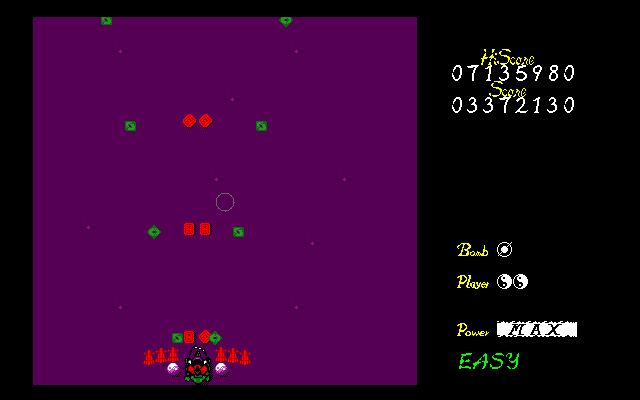 HiScore
07135980
Score
03372130
Bomb
Player
Power MAX
EASY